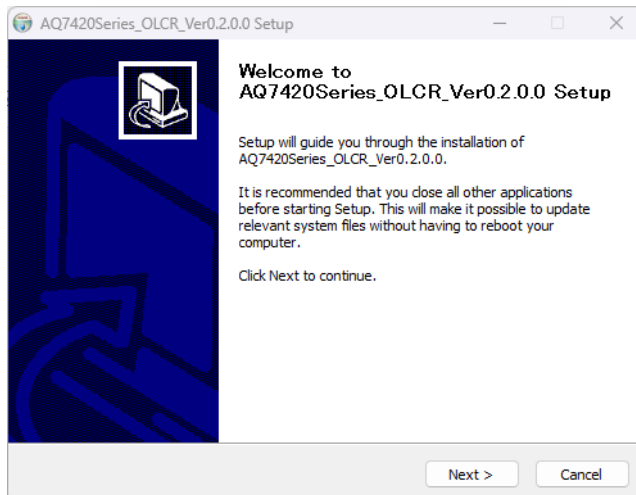 AQ7420Series_OLCR_Ver0.2.0.0 Setup
Welcome to
AQ7420Series_OLCR_Ver0.2.0.0 Setup
Setup will guide you through the installation of
AQ7420Series_OLCR_Ver0.2.0.0.
It is recommended that you close all other applications
before starting Setup. This will make it possible to update
relevant system files without having to reboot your
computer.
Click Next to continue.
Next >
Cancel